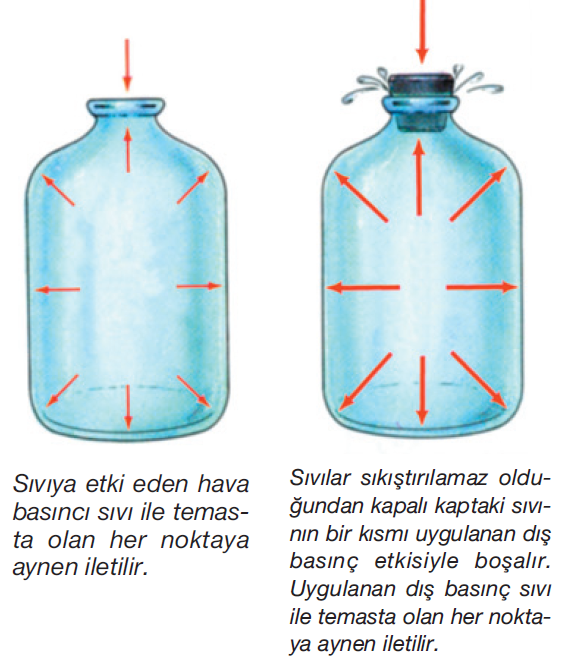 Sıvıya etki eden hava
basıncı sıvı ile temas-
ta olan her noktaya
aynen iletilir.
Sıvılar sıkıştırılamaz oldu-
ğundan kapalı kaptaki sıvı-
nın bir kısmı uygulanan dış
basınç etkisiyle boşalır.
Uygulanan dış basınç sıvı
ile temasta olan her nokta-
ya aynen iletilir.